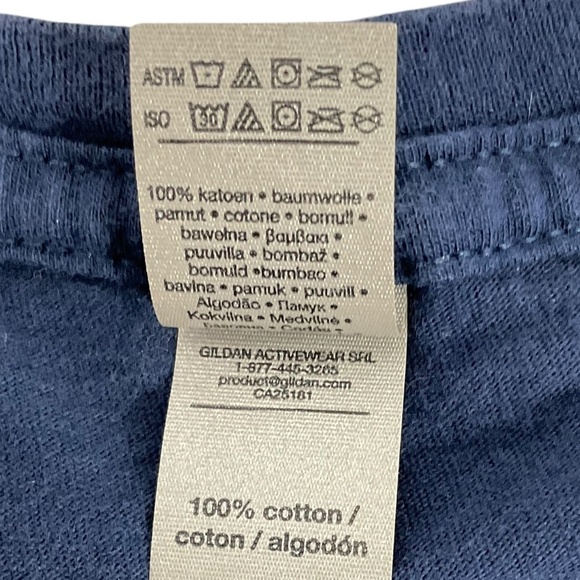 ASTM
ISO 30
100% katoen • baumwolle •
pamut • cotone • bomull •
bawełna • βαμβακι •
puuvilla • bombaž •
bomuld • bumbac •
bavlna • pamuk • puuvill •
Algodão • Памук •
Kokvilna • Medvilnė •
GILDAN ACTIVEWEAR SRL
1-877-445-3265
product@gildan.com
CA25181
100% cotton /
coton / algodón